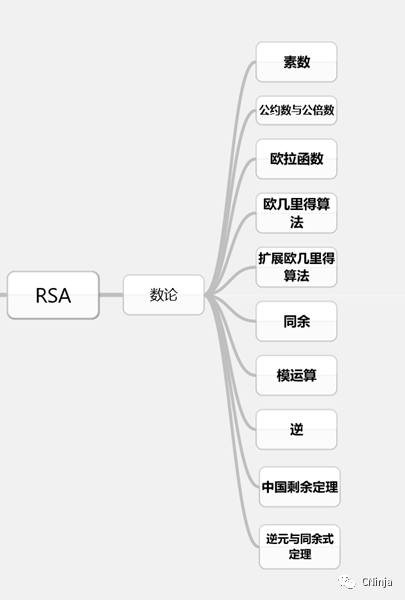 素数
公约数与公倍数
欧拉函数
欧几里得算
法
扩展欧几里得
算法
RSA
数论
同余
模运算
逆
中国剩余定理
逆元与同余式
定理
CNinja